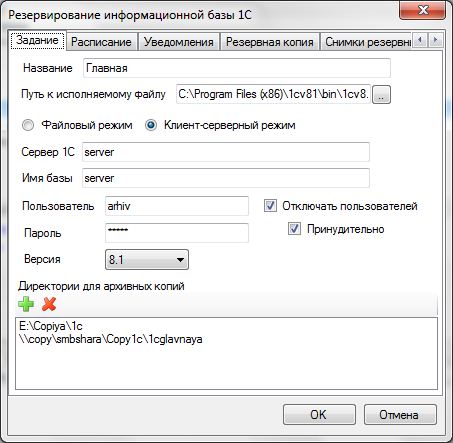 Резервирование информационной базы 1С
Задание Расписание Уведомления Резервная копия Снимки резервн
Название Главная
Путь к исполняемому файлу C:\Program Files (x86)\1cv81\bin\1cv8. ..
Файловый режим Клиент-серверный режим
Сервер 1С server
Имя базы server
Пользователь arhiv Отключать пользователей
Пароль ***** Принудительно
Версия 8.1
Директории для архивных копий
E:\Copiya\1c
\\copy\smbshara\Copy1c\1cglavnaya
OK Отмена